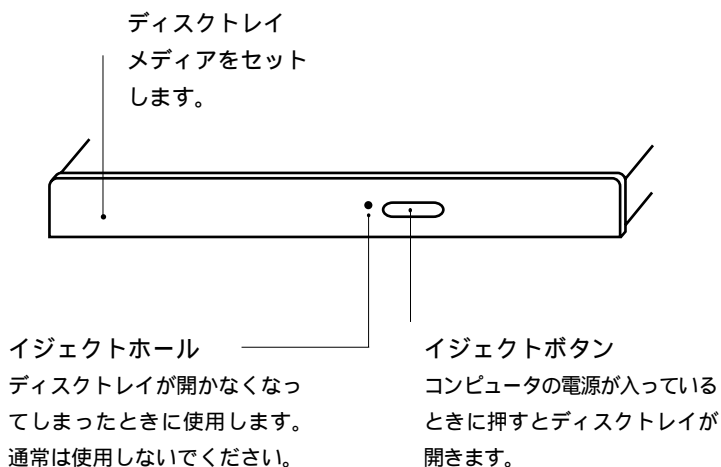 ディスクトレイ
メディアをセット
します。
イジェクトホール
ディスクトレイが開かなくなっ
てしまったときに使用します。
通常は使用しないでください。
イジェクトボタン
コンピュータの電源が入っている
ときに押すとディスクトレイが
開きます。